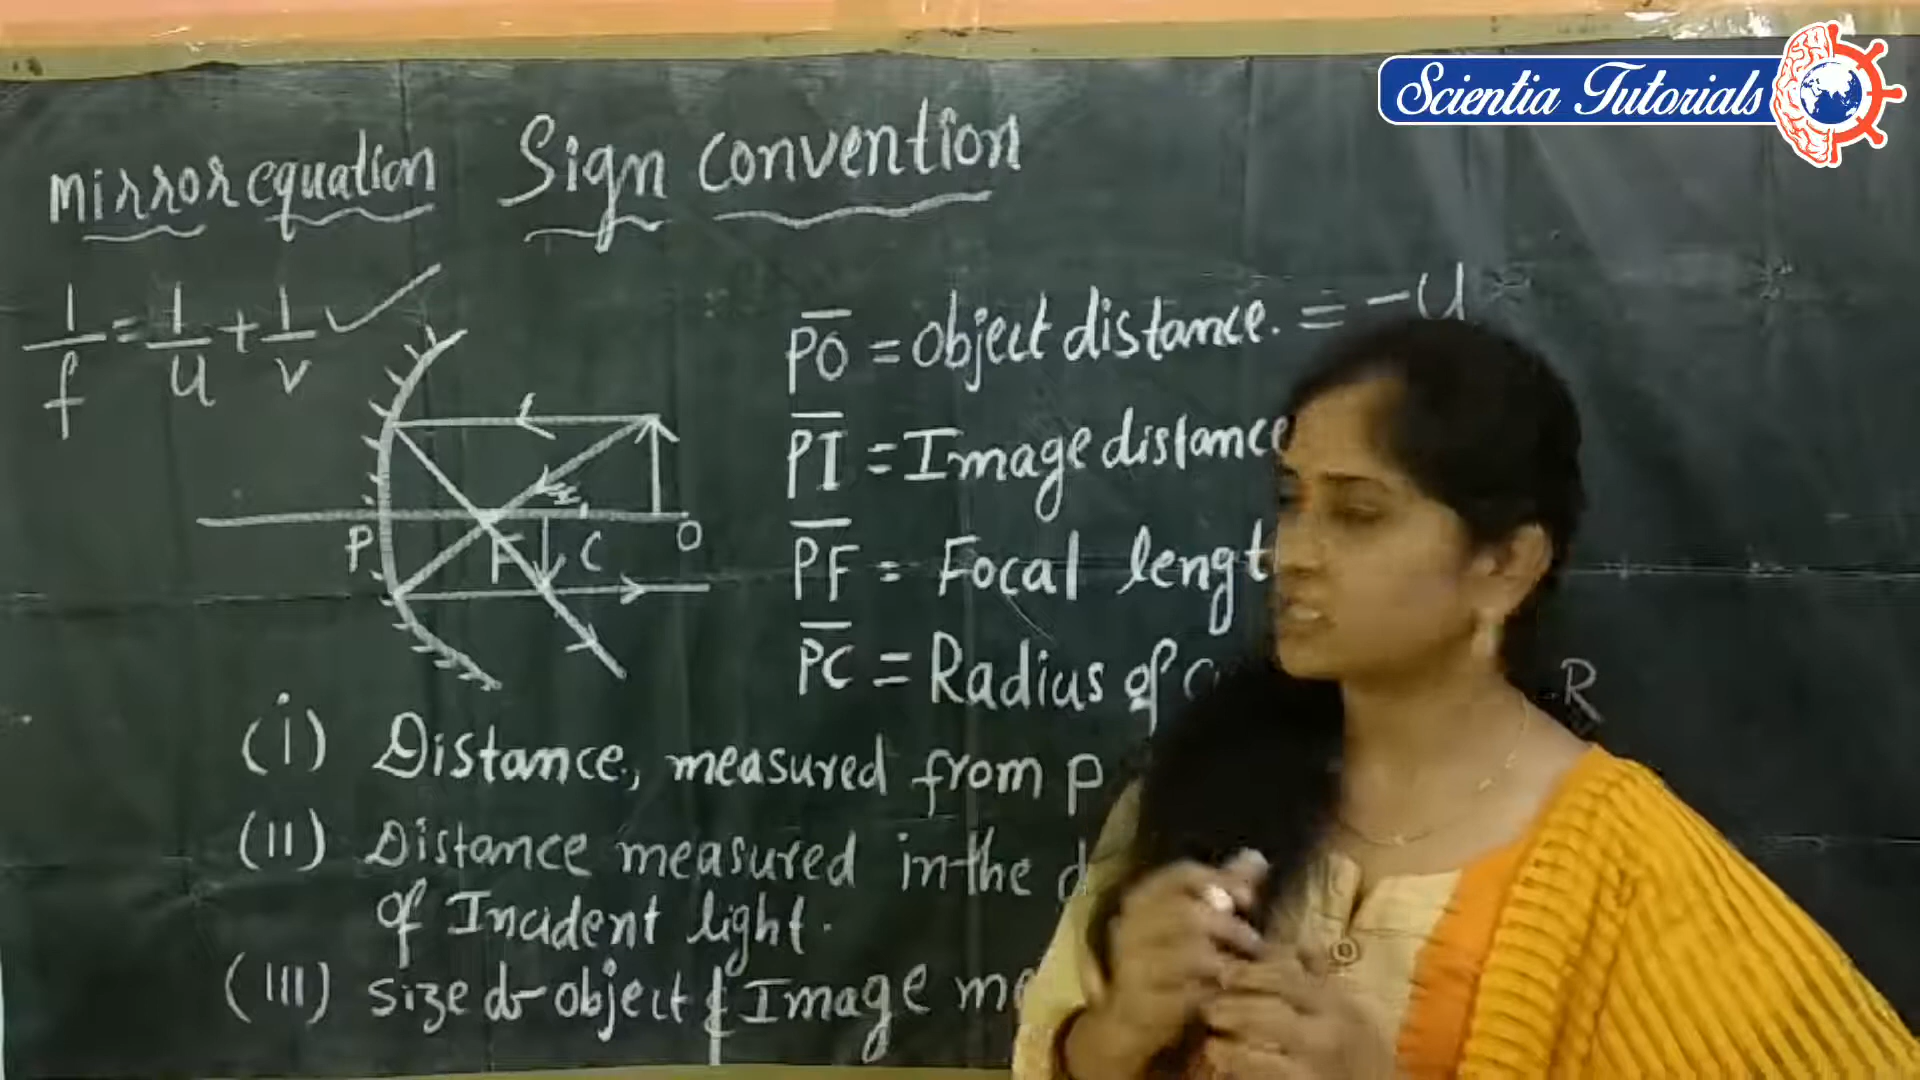 Scientia Tutorials
Mirror equation
Sign convention
1/f = 1/u + 1/v
PO = Object distance. = -u
PI = Image distance
PF = Focal
PC = Radius of
P F C O
R
(i) Distance, measured from P
(ii) Distance measured in the
of Incident light.
(iii) size of object & Image